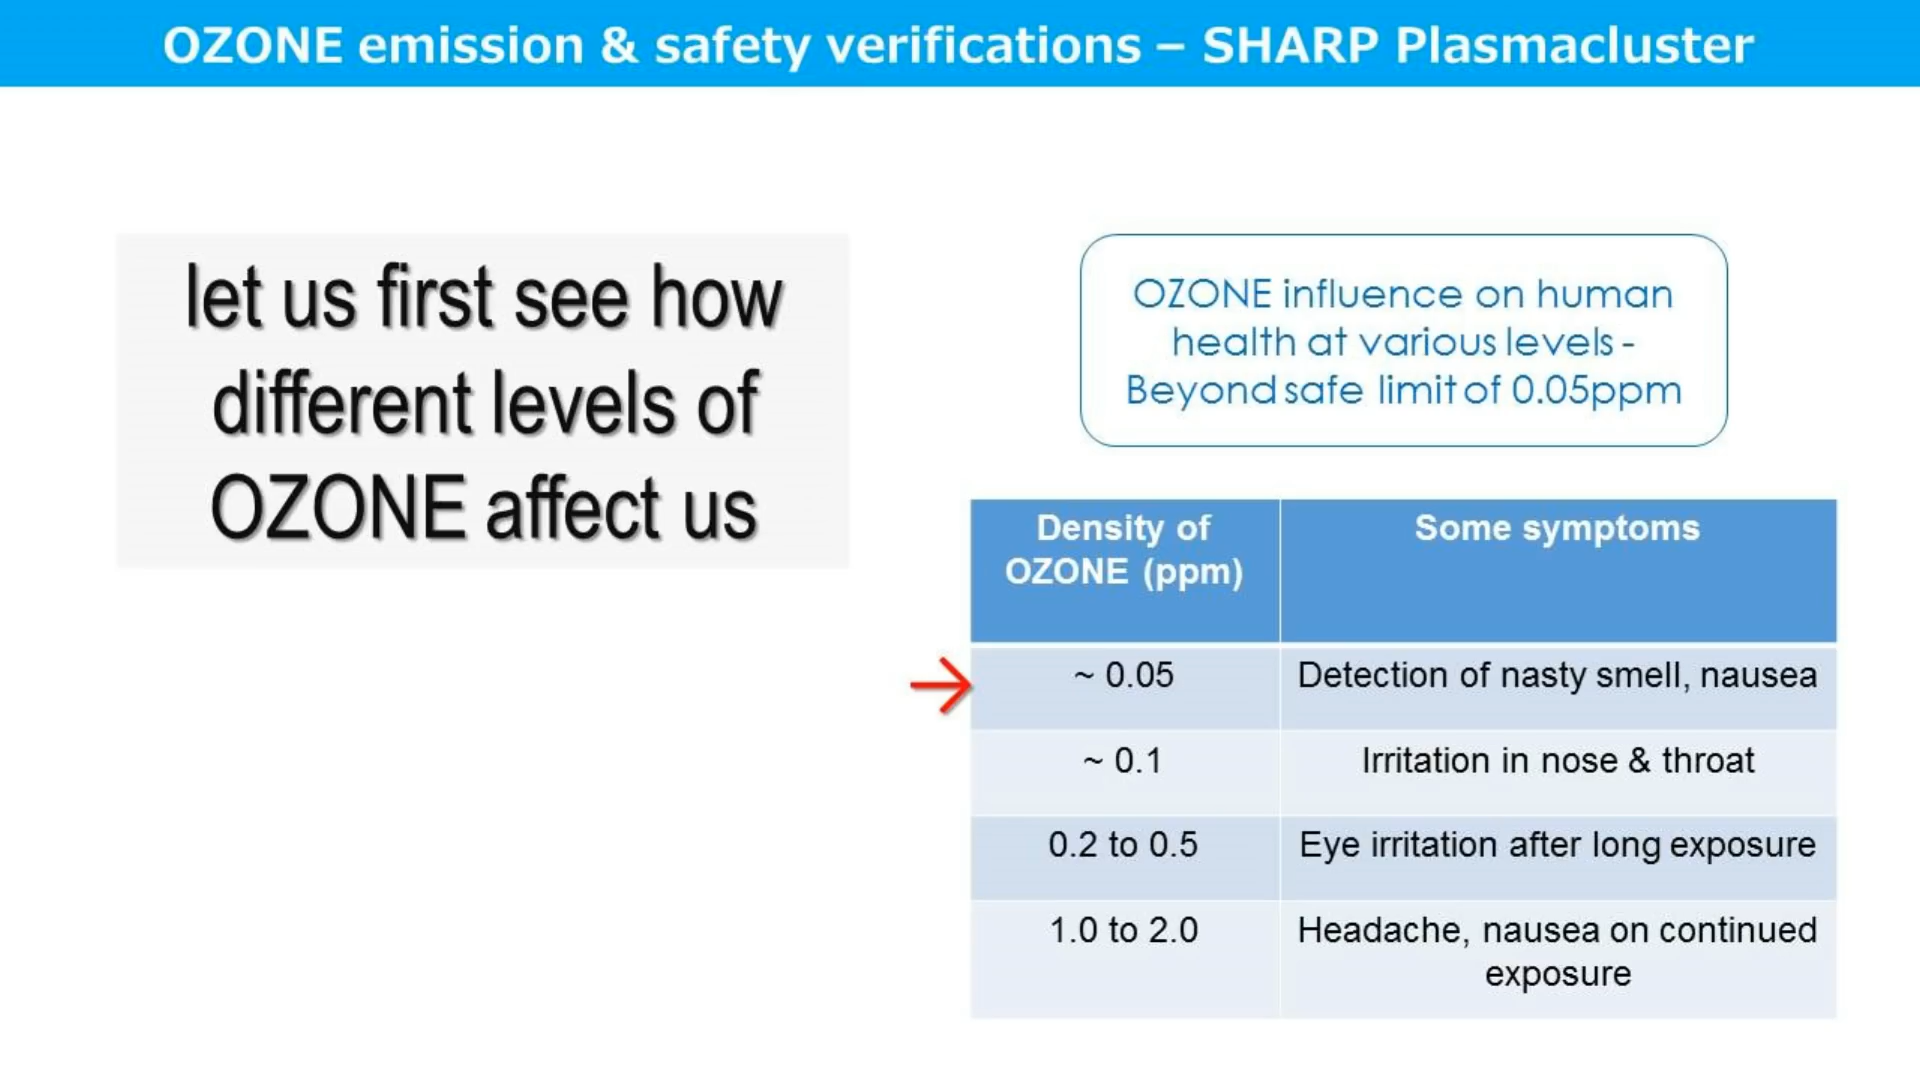 OZONE emission & safety verifications – SHARP Plasmacluster
let us first see how
different levels of
OZONE affect us
OZONE influence on human
health at various levels -
Beyond safe limit of 0.05ppm
Density of
OZONE (ppm)
Some symptoms
~ 0.05
Detection of nasty smell, nausea
~ 0.1
Irritation in nose & throat
0.2 to 0.5
Eye irritation after long exposure
1.0 to 2.0
Headache, nausea on continued
exposure